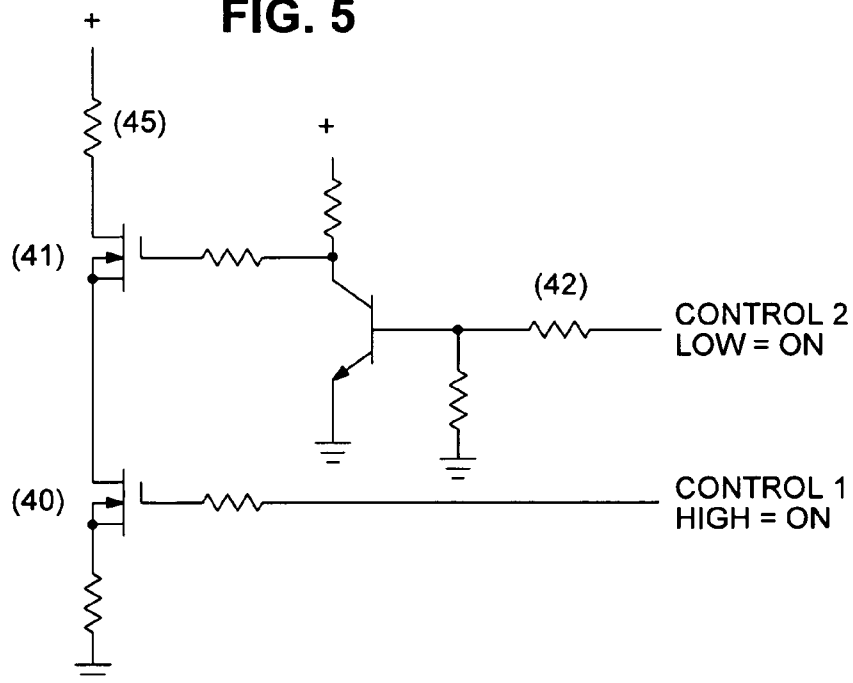 FIG. 5
+
(45)
+
(41)
(42)
CONTROL 2
LOW = ON
(40)
CONTROL 1
HIGH = ON